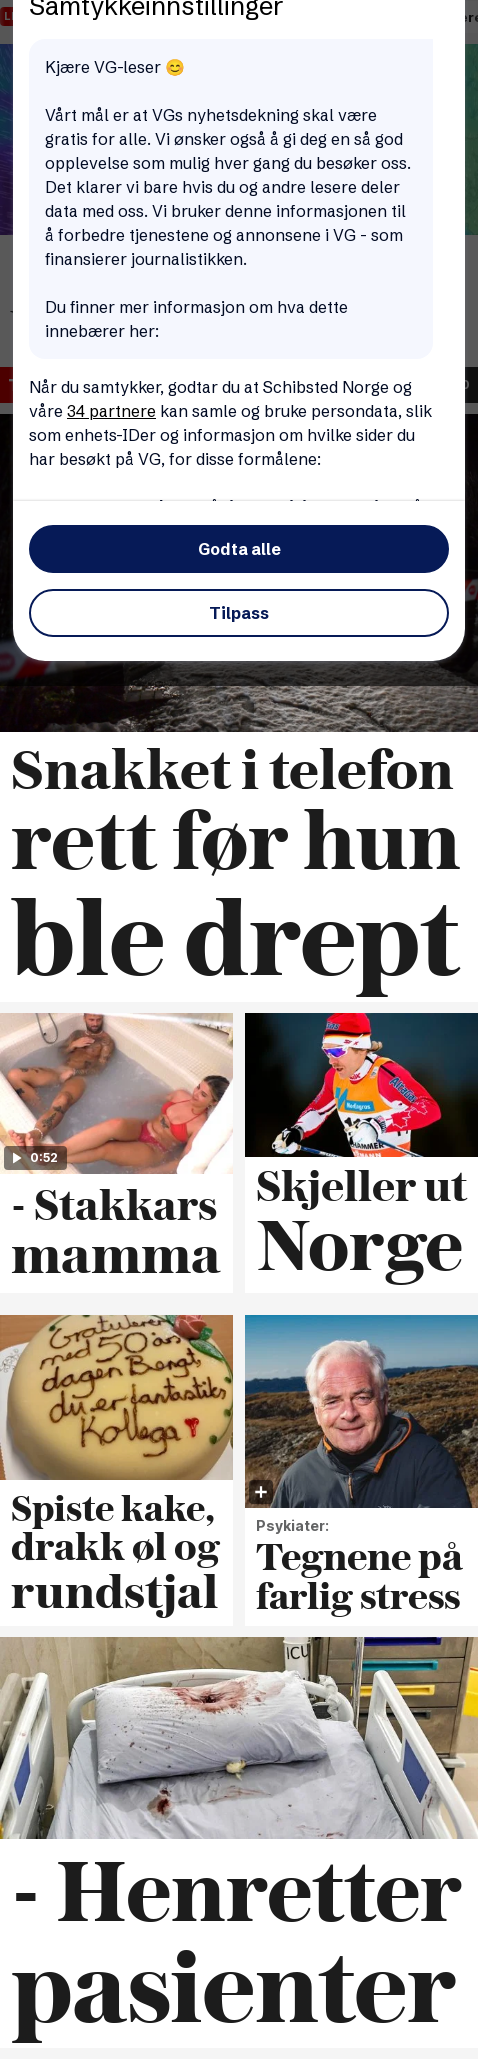 Samtykkeinnstillinger
Kjære VG-leser 😊
Vårt mål er at VGs nyhetsdekning skal være
gratis for alle. Vi ønsker også å gi deg en så god
opplevelse som mulig hver gang du besøker oss.
Det klarer vi bare hvis du og andre lesere deler
data med oss. Vi bruker denne informasjonen til
å forbedre tjenestene og annonsene i VG - som
finansierer journalistikken.
Du finner mer informasjon om hva dette
innebærer her:
Når du samtykker, godtar du at Schibsted Norge og
våre 34 partnere kan samle og bruke persondata, slik
som enhets-IDer og informasjon om hvilke sider du
har besøkt på VG, for disse formålene:
Godta alle
Tilpass
Snakket i telefon
rett før hun
ble drept
0:52
- Stakkars
mamma
Skjeller ut
Norge
Gratulerer
med 50 års
dagen Bengt,
du er fantastiks
Kollega
Spiste kake,
drakk øl og
rundstjal
Psykiater:
Tegnene på
farlig stress
ICU
- Henretter
pasienter